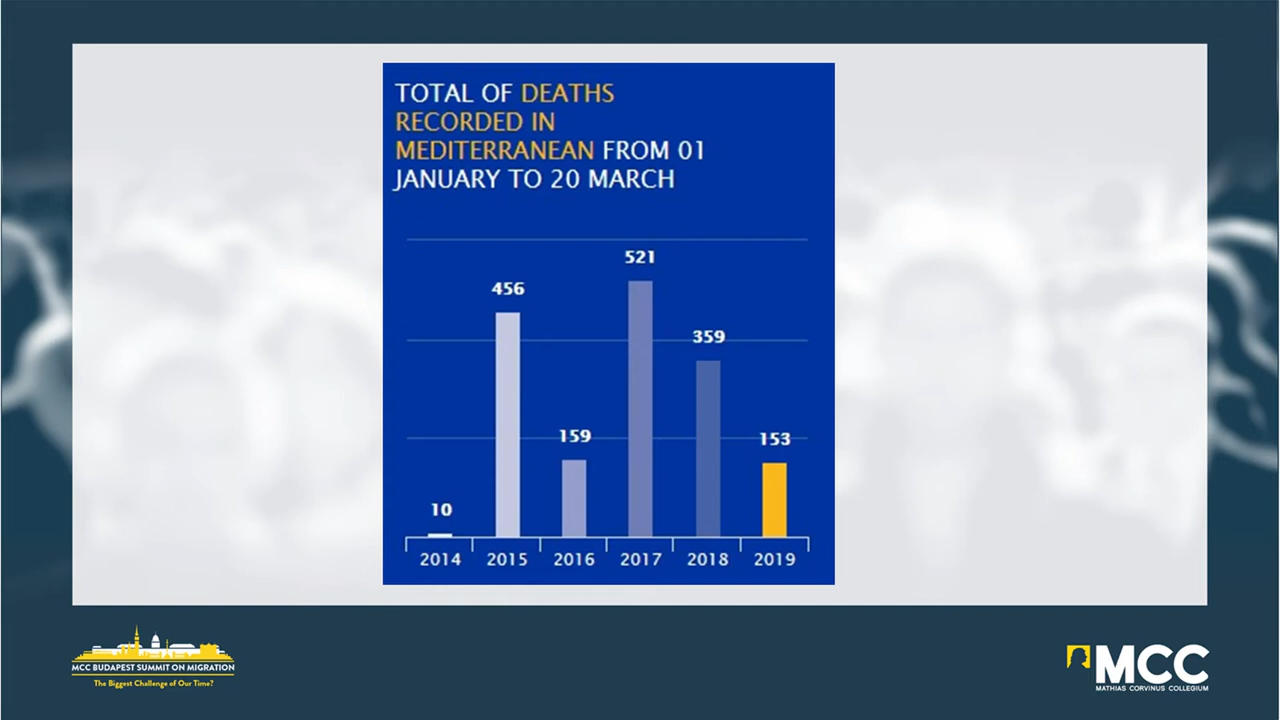 TOTAL OF DEATHS
RECORDED IN
MEDITERRANEAN FROM 01
JANUARY TO 20 MARCH
521
456
359
159
153
10
2014 2015 2016 2017 2018 2019
MCC BUDAPEST SUMMIT ON MIGRATION
The Biggest Challenge of Our Time?
MCC
MATHIAS CORVINUS COLLEGIUM